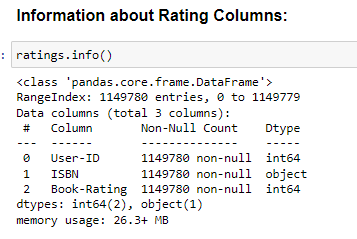 Information about Rating Columns:
: ratings.info()
<class 'pandas.core.frame.DataFrame'>
RangeIndex: 1149780 entries, 0 to 1149779
Data columns (total 3 columns):
 #   Column       Non-Null Count    Dtype
---  ------       --------------    -----
 0   User-ID      1149780 non-null  int64
 1   ISBN         1149780 non-null  object
 2   Book-Rating  1149780 non-null  int64
dtypes: int64(2), object(1)
memory usage: 26.3+ MB